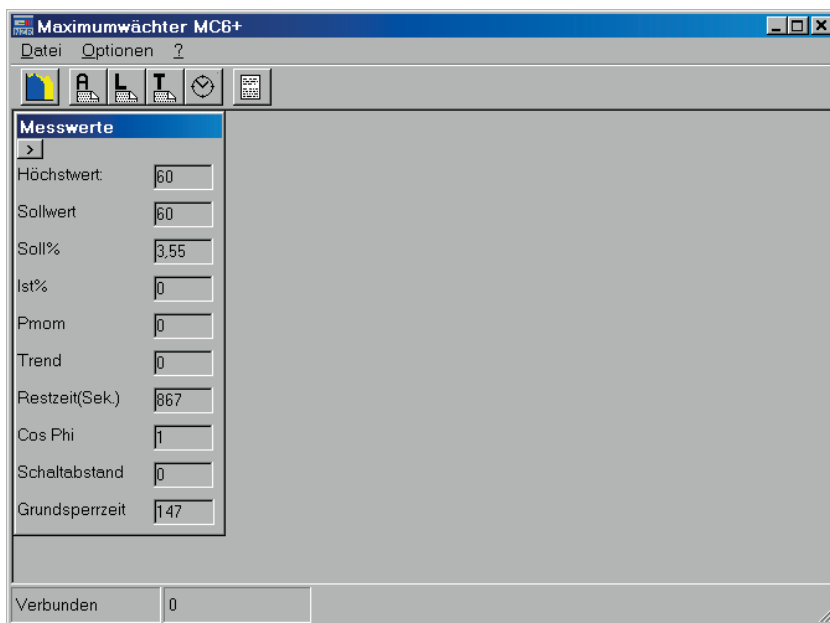 Maximumwächter MC6+
Datei Optionen ?
A L T
Messwerte
>
Höchstwert: 60
Sollwert 60
Soll% 3,55
Ist% 0
Pmom 0
Trend 0
Restzeit(Sek.) 867
Cos Phi 1
Schaltabstand 0
Grundsperrzeit 147
Verbunden 0